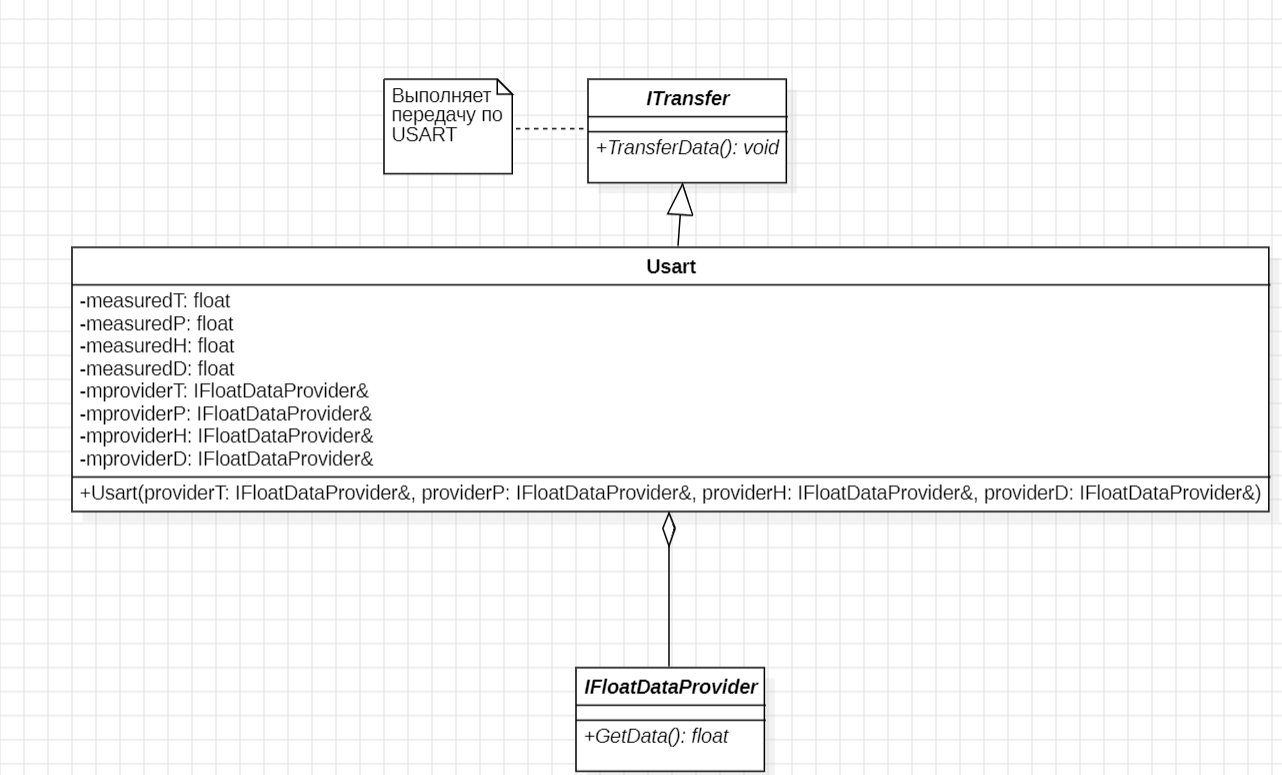 Выполняет
передачу по
USART
ITransfer
+TransferData(): void
Usart
-measuredT: float
-measuredP: float
-measuredH: float
-measuredD: float
-mproviderT: IFloatDataProvider&
-mproviderP: IFloatDataProvider&
-mproviderH: IFloatDataProvider&
-mproviderD: IFloatDataProvider&
+Usart(providerT: IFloatDataProvider&, providerP: IFloatDataProvider&, providerH: IFloatDataProvider&, providerD: IFloatDataProvider&)
IFloatDataProvider
+GetData(): float